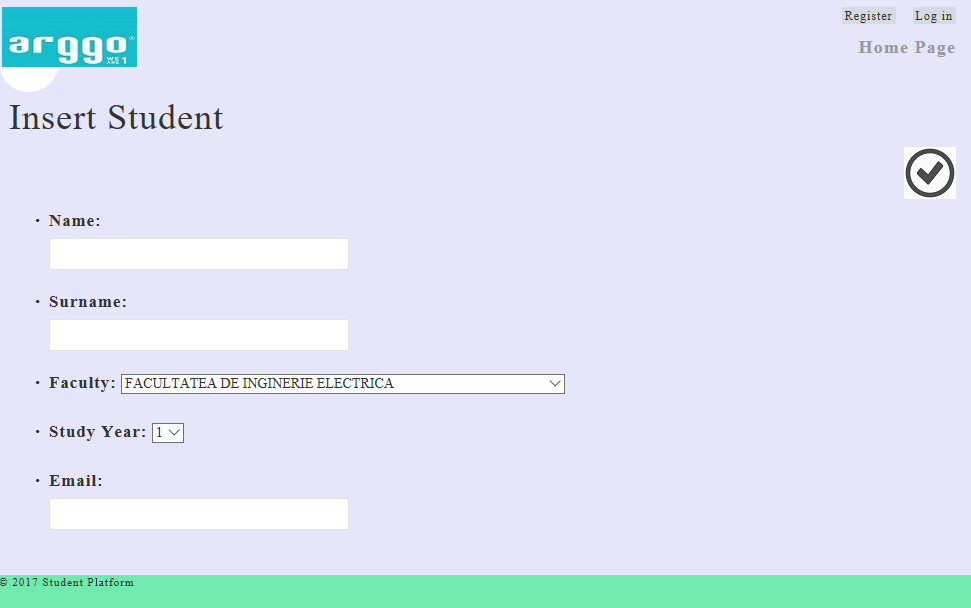 Register Log in
arggo
Home Page
Insert Student
· Name:
· Surname:
· Faculty: FACULTATEA DE INGINERIE ELECTRICA
· Study Year: 1
· Email:
© 2017 Student Platform